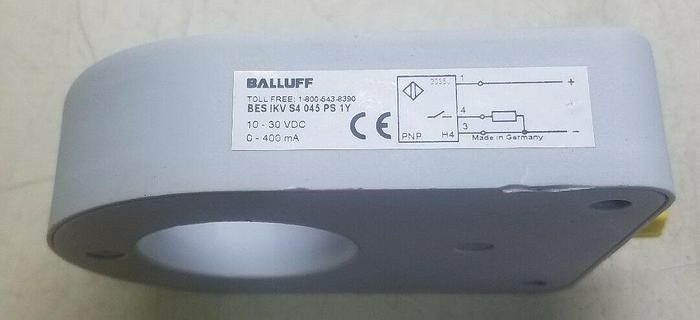 BALLUFF
TOLL FREE: 1-800-543-8390
BES IKV S4 045 PS 1Y
10 - 30 VDC
0 - 400 mA
CE
1
+
4
3
-
PNP H4
Made in Germany